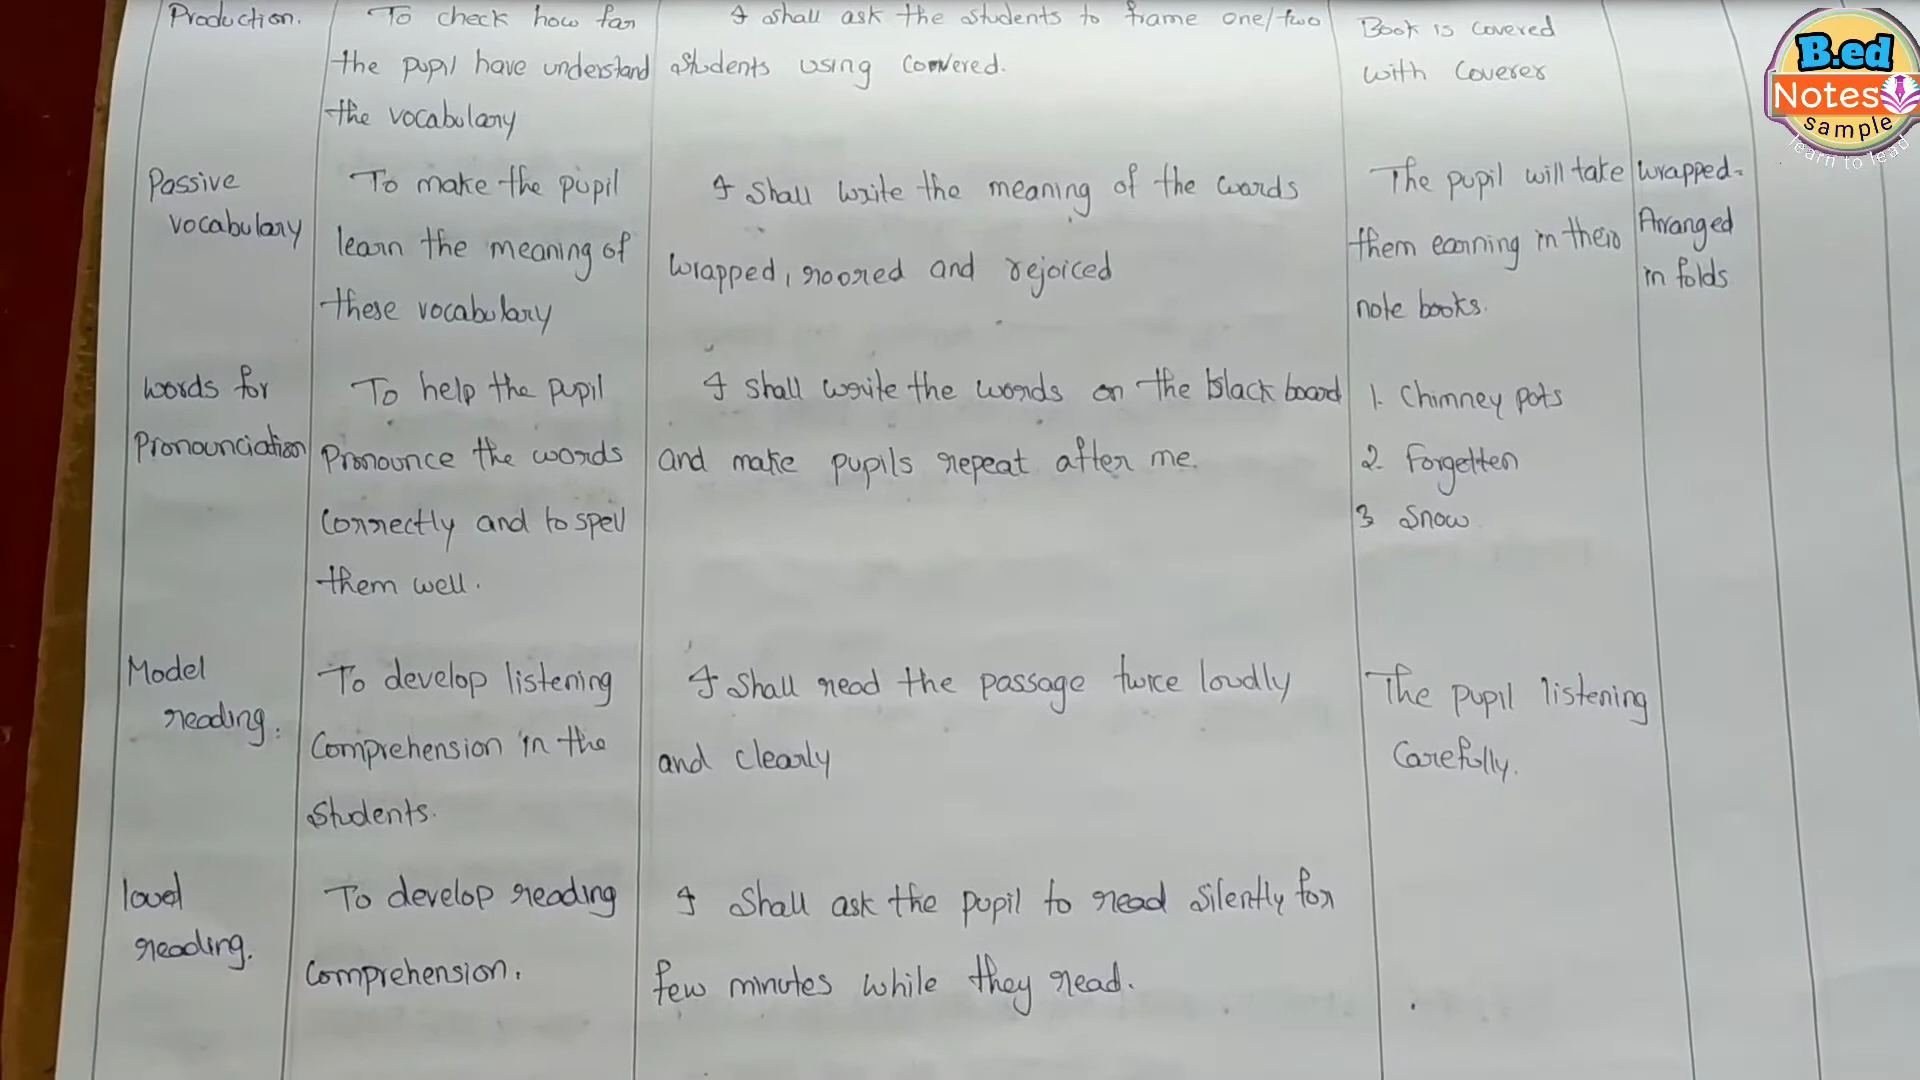 Production.
To check how far
the pupil have understand
the vocabulary
I shall ask the students to frame one/two
students using convered.
Book is covered
with coverer
Passive
vocabulary
To make the pupil
learn the meaning of
these vocabulary
I shall write the meaning of the words
wrapped, roored and rejoiced
The pupil will take
them earning in their
note books.
wrapped-
Arranged
in folds
words for
Pronounciation
To help the pupil
Pronounce the words
correctly and to spell
them well.
I shall write the words on the black board
and make pupils repeat after me.
1. Chimney pots
2. Forgetten
3 Snow
Model
reading.
To develop listening
Comprehension in the
students.
I shall read the passage twice loudly
and clearly
The pupil listening
Carefully.
reading.
To develop reading
comprehension.
I shall ask the pupil to read silently for
few minutes while they read.
B.ed
Notes
sample
learn to lead